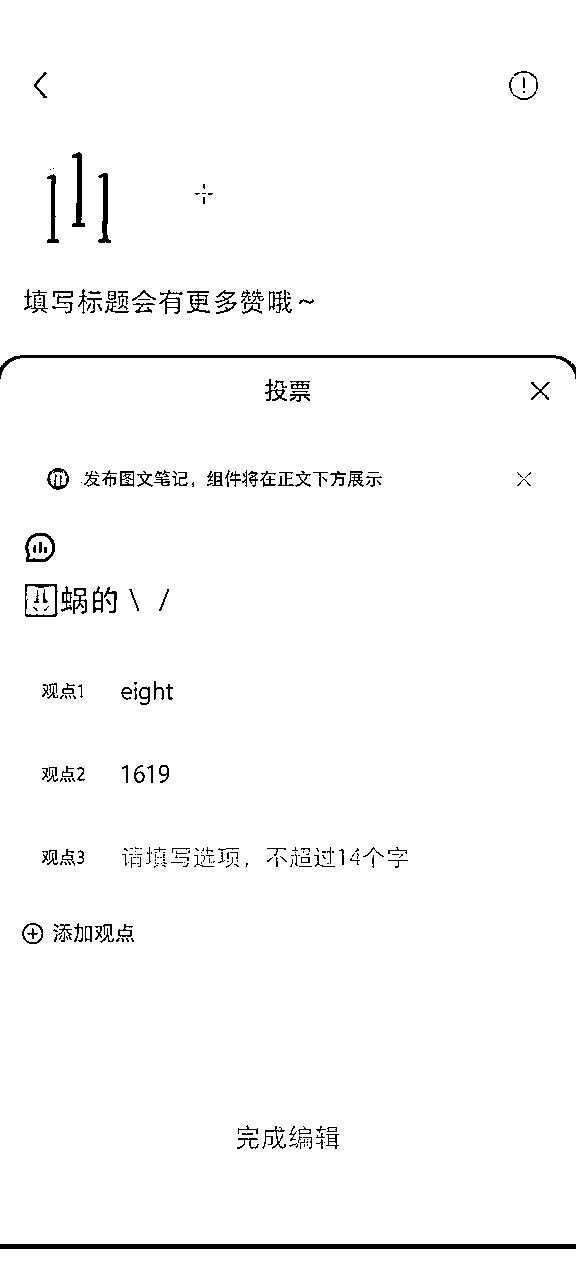 填写标题会有更多赞哦～
投票
发布图文笔记，组件将在正文下方展示
蜗的 \ /
观点1 eight
观点2 1619
观点3 请填写选项，不超过14个字
添加观点
完成编辑